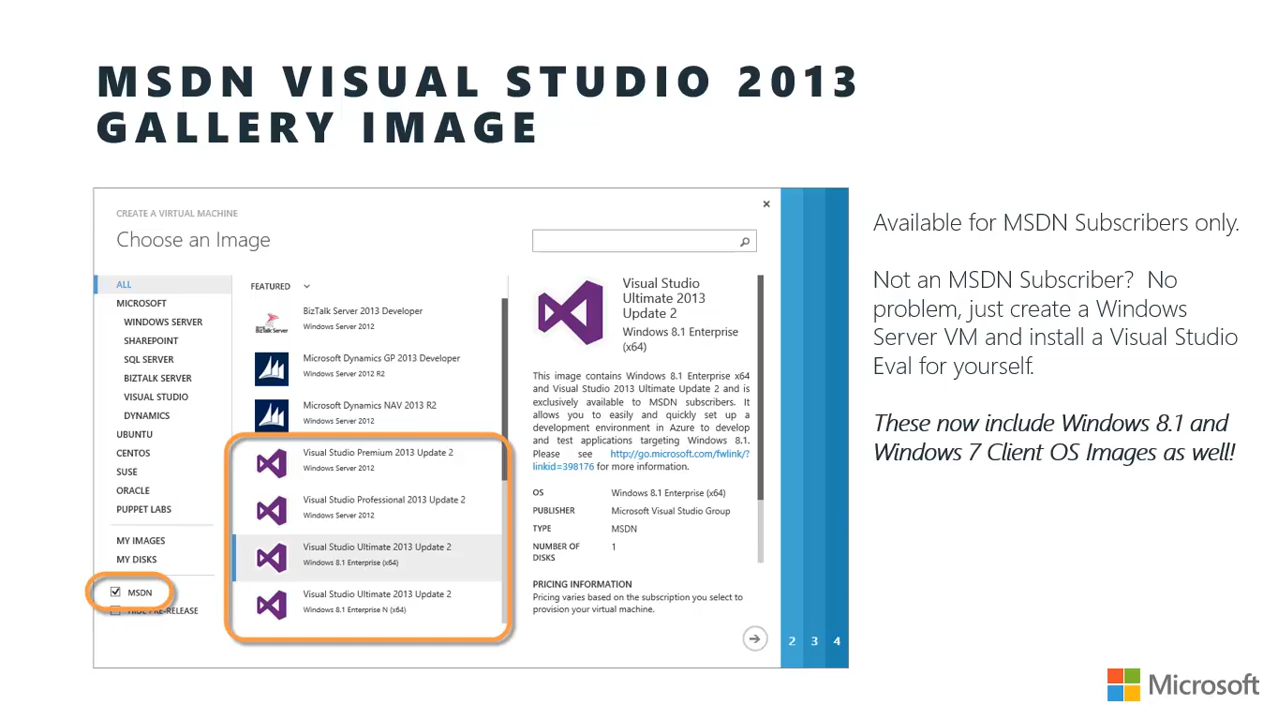 MSDN VISUAL STUDIO 2013
GALLERY IMAGE
CREATE A VIRTUAL MACHINE
Choose an Image
ALL
MICROSOFT
WINDOWS SERVER
SHAREPOINT
SQL SERVER
BIZTALK SERVER
VISUAL STUDIO
DYNAMICS
UBUNTU
CENTOS
SUSE
ORACLE
PUPPET LABS
MY IMAGES
MY DISKS
MSDN
HIDE PRE-RELEASE
FEATURED
BizTalk Server 2013 Developer
Windows Server 2012
Microsoft Dynamics GP 2013 Developer
Windows Server 2012 R2
Microsoft Dynamics NAV 2013 R2
Windows Server 2012
Visual Studio Premium 2013 Update 2
Windows Server 2012
Visual Studio Professional 2013 Update 2
Windows Server 2012
Visual Studio Ultimate 2013 Update 2
Windows 8.1 Enterprise (x64)
Visual Studio Ultimate 2013 Update 2
Windows 8.1 Enterprise N (x64)
BizTalk Server
Visual Studio
Ultimate 2013
Update 2
Windows 8.1 Enterprise
(x64)
This image contains Windows 8.1 Enterprise x64
and Visual Studio 2013 Ultimate Update 2 and is
exclusively available to MSDN subscribers. It
allows you to easily and quickly set up a
development environment in Azure to develop
and test applications targeting Windows 8.1.
Please see http://go.microsoft.com/fwlink/?
linkid=398176 for more information.
OS Windows 8.1 Enterprise (x64)
PUBLISHER Microsoft Visual Studio Group
TYPE MSDN
NUMBER OF 1
DISKS
PRICING INFORMATION
Pricing varies based on the subscription you select to
provision your virtual machine.
2 3 4
Available for MSDN Subscribers only.
Not an MSDN Subscriber? No
problem, just create a Windows
Server VM and install a Visual Studio
Eval for yourself.
These now include Windows 8.1 and
Windows 7 Client OS Images as well!
Microsoft